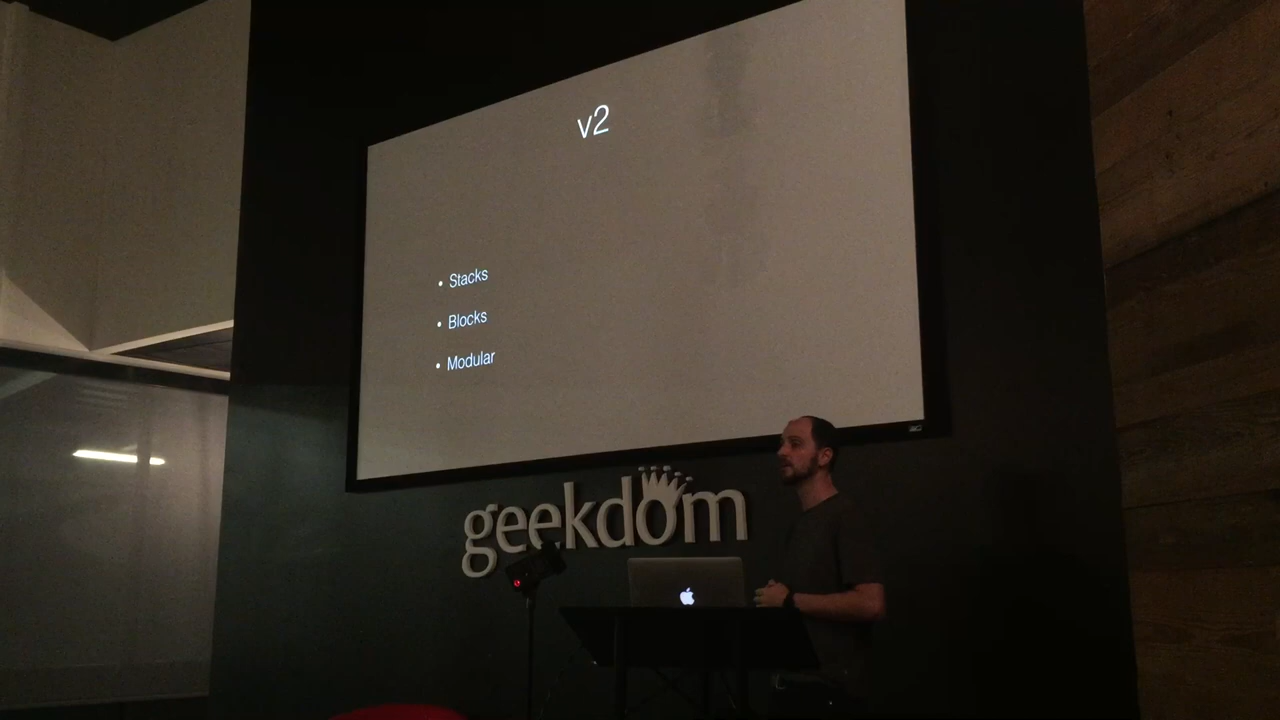 v2
• Stacks
• Blocks
• Modular
geekdom